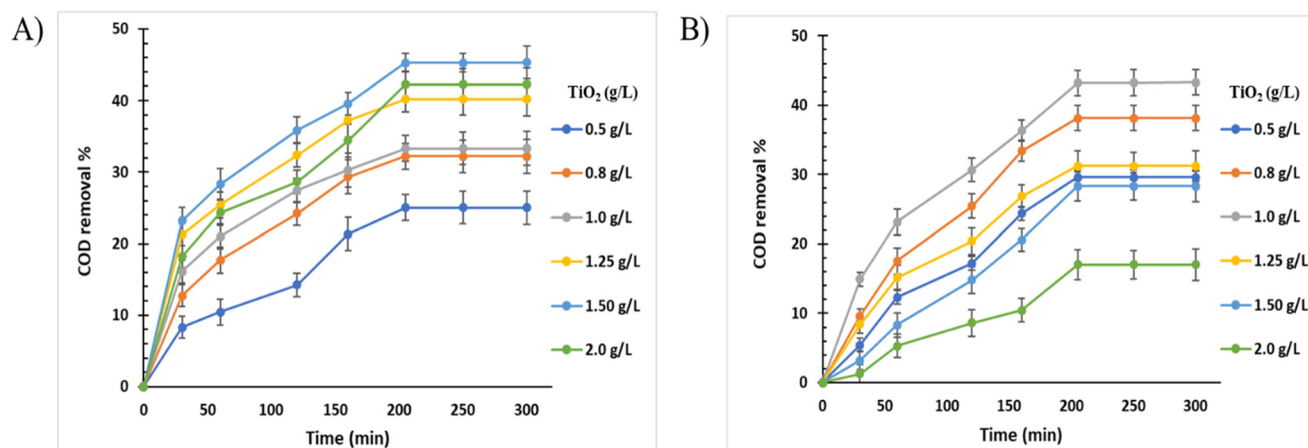 A)
COD removal %
50
40
30
20
10
0
0 50 100 150 200 250 300
Time (min)
TiO₂ (g/L)
0.5 g/L
0.8 g/L
1.0 g/L
1.25 g/L
1.50 g/L
2.0 g/L
B)
COD removal %
50
40
30
20
10
0
0 50 100 150 200 250 300
Time (min)
TiO₂ (g/L)
0.5 g/L
0.8 g/L
1.0 g/L
1.25 g/L
1.50 g/L
2.0 g/L